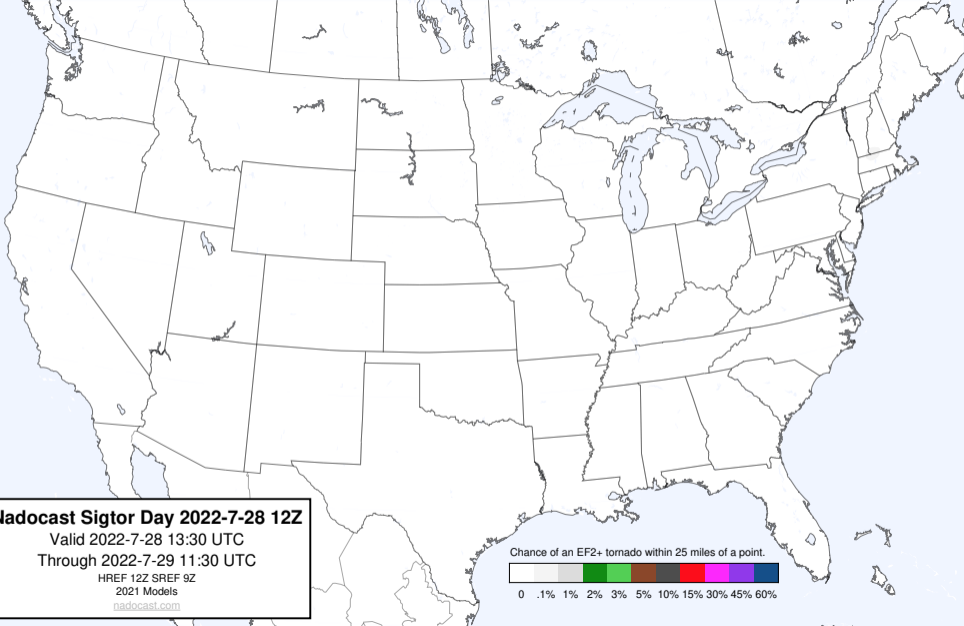 Nadocast Sigtor Day 2022-7-28 12Z
Valid 2022-7-28 13:30 UTC
Through 2022-7-29 11:30 UTC
HREF 12Z SREF 9Z
2021 Models
nadocast.com
Chance of an EF2+ tornado within 25 miles of a point.
0 .1% 1% 2% 3% 5% 10% 15% 30% 45% 60%